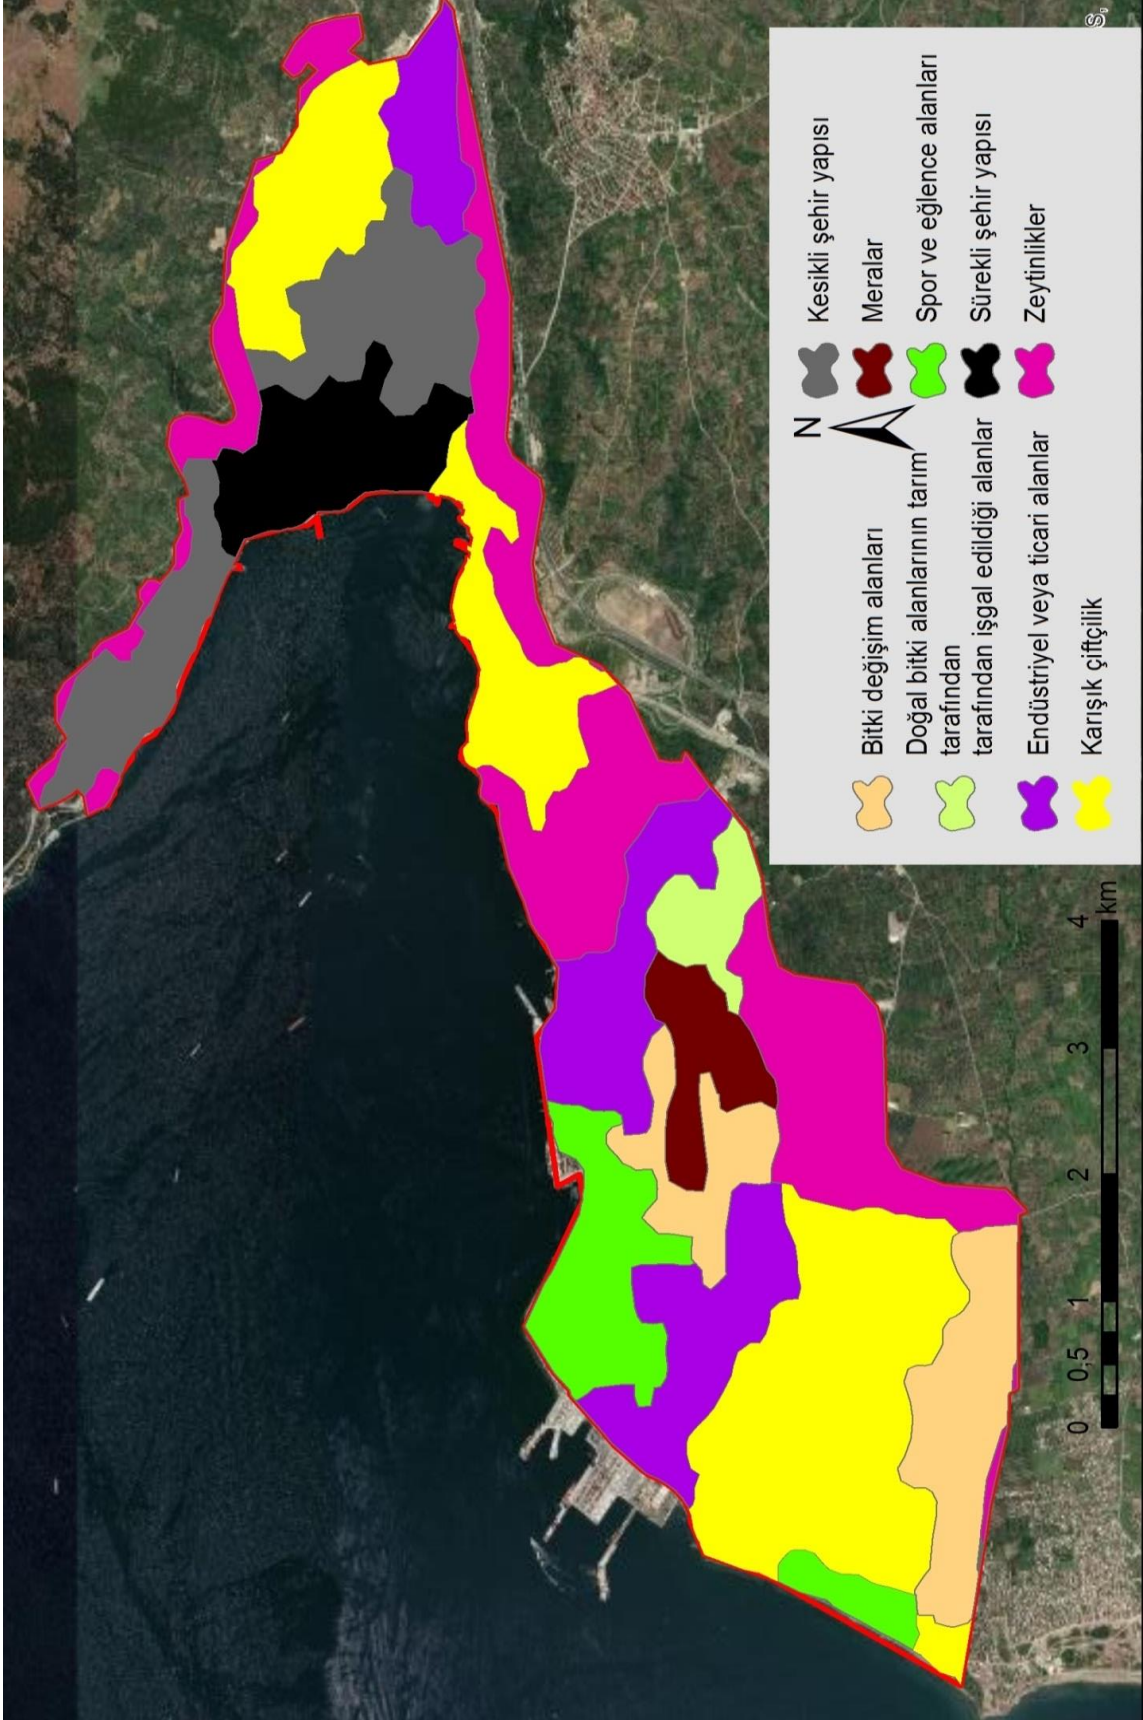 N
Bitki değişim alanları
Doğal bitki alanlarının tarım
tarafından
tarafından işgal edildiği alanlar
Endüstriyel veya ticari alanlar
Karışık çiftçilik
Kesikli şehir yapısı
Meralar
Spor ve eğlence alanları
Sürekli şehir yapısı
Zeytinlikler
0 0,5 1 2 3 4
km